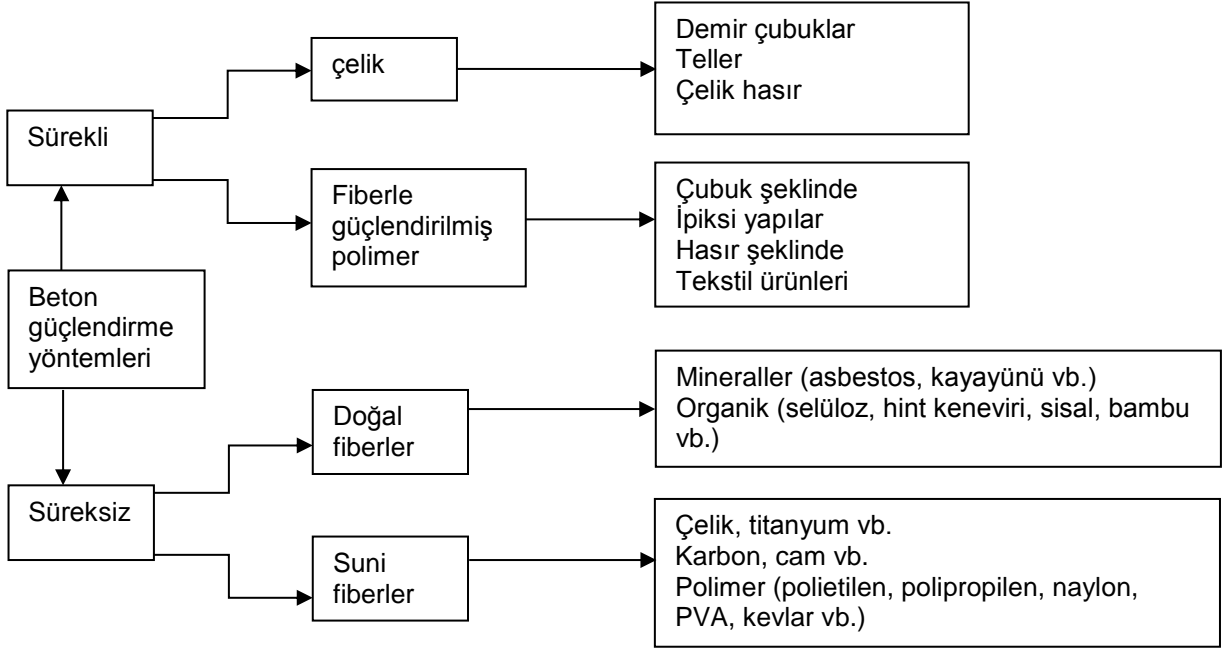 çelik
Demir çubuklar
Teller
Çelik hasır
Sürekli
Fiberle
güçlendirilmiş
polimer
Çubuk şeklinde
İpiksi yapılar
Hasır şeklinde
Tekstil ürünleri
Beton
güçlendirme
yöntemleri
Doğal
fiberler
Mineraller (asbestos, kayayünü vb.)
Organik (selüloz, hint keneviri, sisal, bambu
vb.)
Süreksiz
Suni
fiberler
Çelik, titanyum vb.
Karbon, cam vb.
Polimer (polietilen, polipropilen, naylon,
PVA, kevlar vb.)